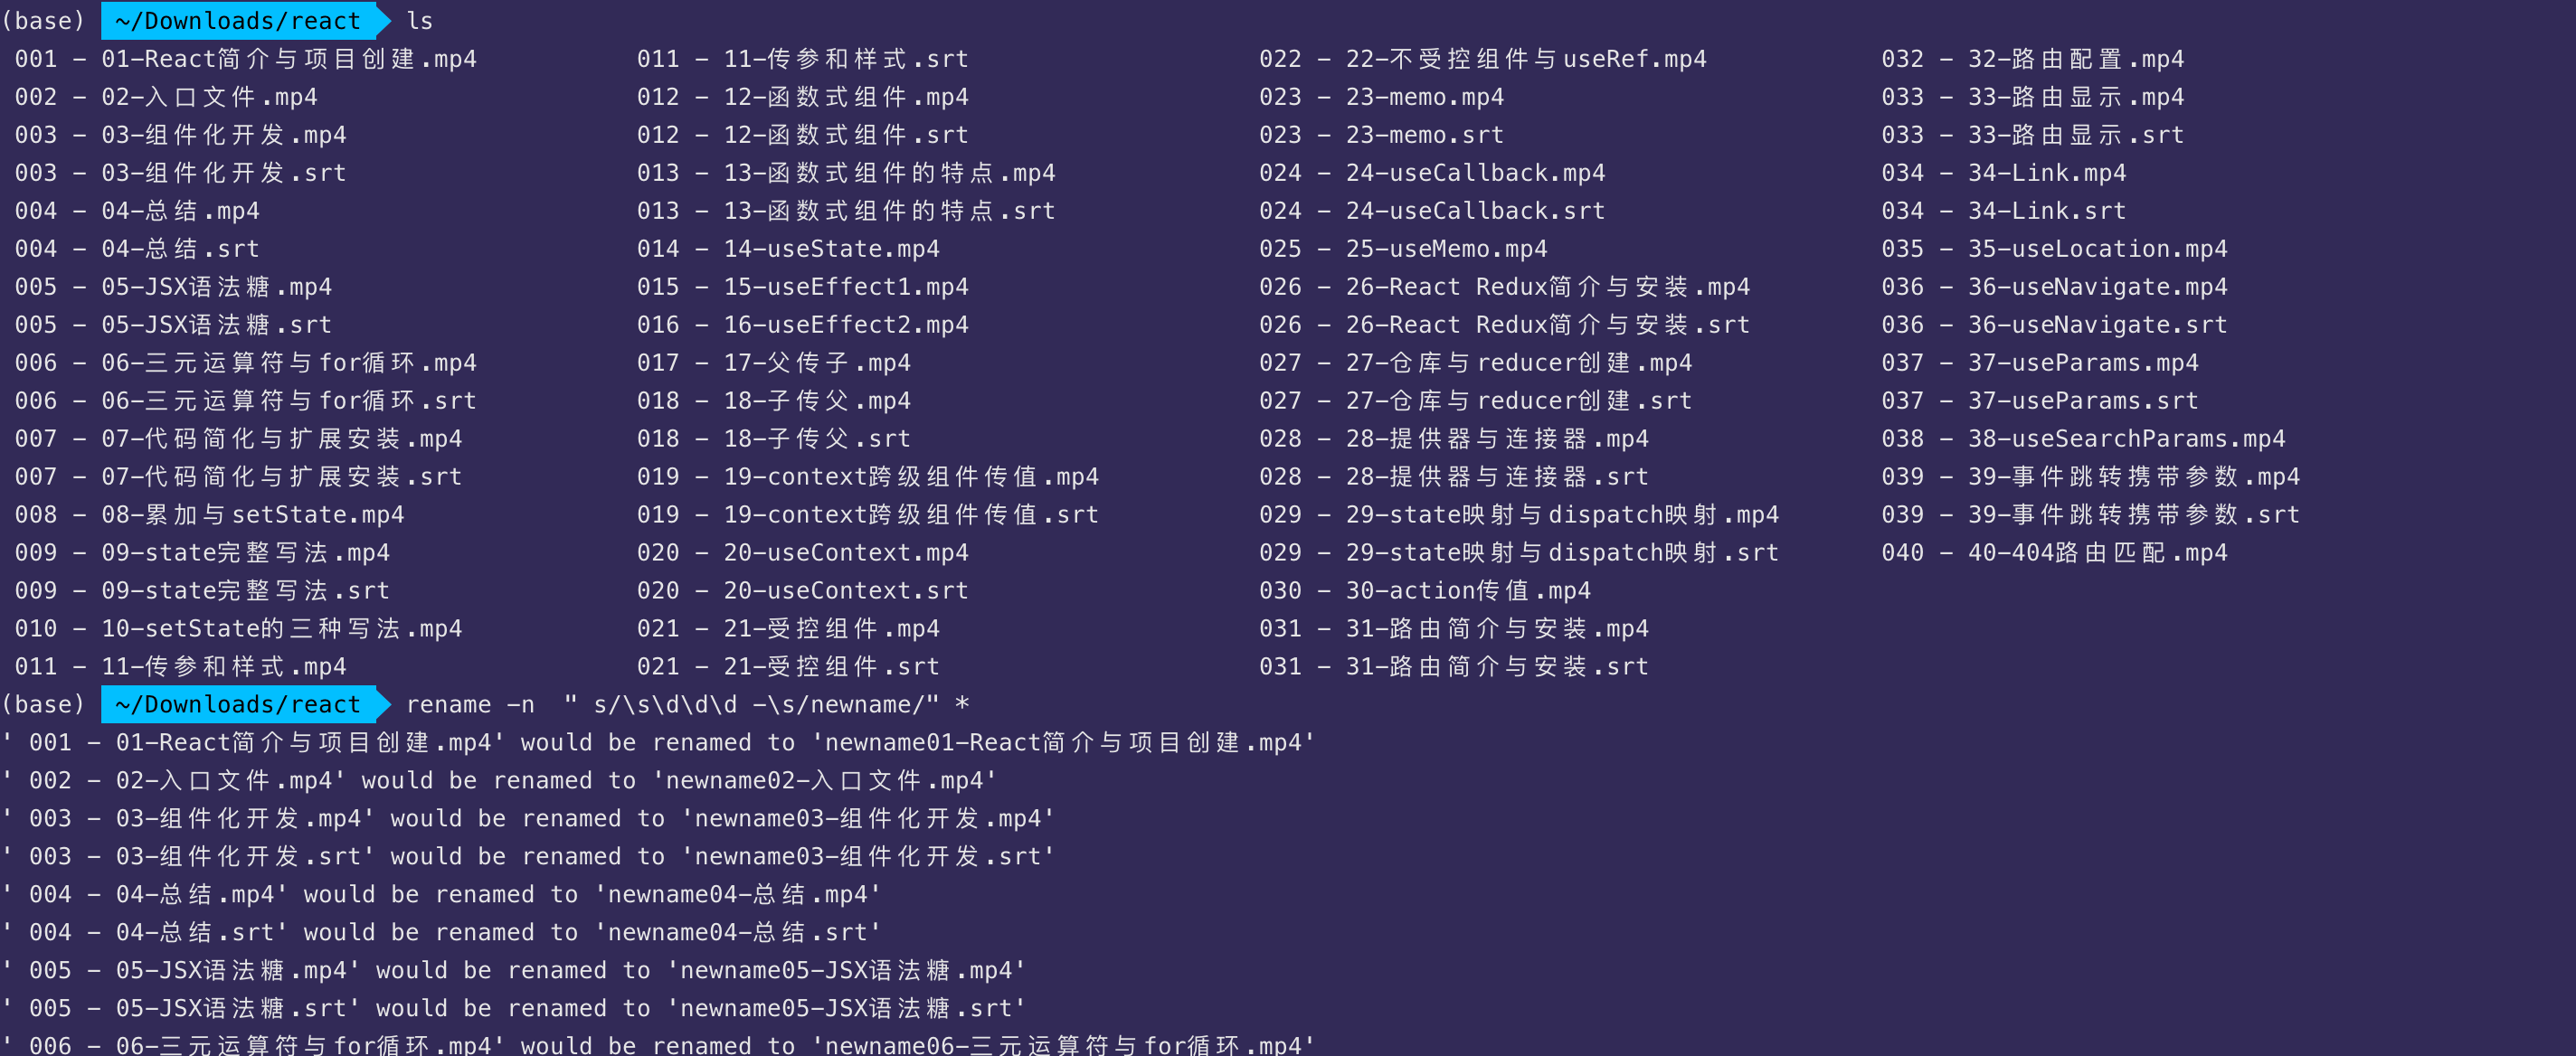 (base) ~/Downloads/react ls
001 - 01-React简介与项目创建.mp4 011 - 11-传参和样式.srt 022 - 22-不受控组件与useRef.mp4 032 - 32-路由配置.mp4
002 - 02-入口文件.mp4 012 - 12-函数式组件.mp4 023 - 23-memo.mp4 033 - 33-路由显示.mp4
003 - 03-组件化开发.mp4 012 - 12-函数式组件.srt 023 - 23-memo.srt 033 - 33-路由显示.srt
003 - 03-组件化开发.srt 013 - 13-函数式组件的特点.mp4 024 - 24-useCallback.mp4 034 - 34-Link.mp4
004 - 04-总结.mp4 013 - 13-函数式组件的特点.srt 024 - 24-useCallback.srt 034 - 34-Link.srt
004 - 04-总结.srt 014 - 14-useState.mp4 025 - 25-useMemo.mp4 035 - 35-useLocation.mp4
005 - 05-JSX语法糖.mp4 015 - 15-useEffect1.mp4 026 - 26-React Redux简介与安装.mp4 036 - 36-useNavigate.mp4
005 - 05-JSX语法糖.srt 016 - 16-useEffect2.mp4 026 - 26-React Redux简介与安装.srt 036 - 36-useNavigate.srt
006 - 06-三元运算符与for循环.mp4 017 - 17-父传子.mp4 027 - 27-仓库与reducer创建.mp4 037 - 37-useParams.mp4
006 - 06-三元运算符与for循环.srt 018 - 18-子传父.mp4 027 - 27-仓库与reducer创建.srt 037 - 37-useParams.srt
007 - 07-代码简化与扩展安装.mp4 018 - 18-子传父.srt 028 - 28-提供器与连接器.mp4 038 - 38-useSearchParams.mp4
007 - 07-代码简化与扩展安装.srt 019 - 19-context跨级组件传值.mp4 028 - 28-提供器与连接器.srt 039 - 39-事件跳转携带参数.mp4
008 - 08-累加与setState.mp4 019 - 19-context跨级组件传值.srt 029 - 29-state映射与dispatch映射.mp4 039 - 39-事件跳转携带参数.srt
009 - 09-state完整写法.mp4 020 - 20-useContext.mp4 029 - 29-state映射与dispatch映射.srt 040 - 40-404路由匹配.mp4
009 - 09-state完整写法.srt 020 - 20-useContext.srt 030 - 30-action传值.mp4
010 - 10-setState的三种写法.mp4 021 - 21-受控组件.mp4 031 - 31-路由简介与安装.mp4
011 - 11-传参和样式.mp4 021 - 21-受控组件.srt 031 - 31-路由简介与安装.srt
(base) ~/Downloads/react rename -n  " s/\s\d\d\d -\s/newname/" *
' 001 - 01-React简介与项目创建.mp4' would be renamed to 'newname01-React简介与项目创建.mp4'
' 002 - 02-入口文件.mp4' would be renamed to 'newname02-入口文件.mp4'
' 003 - 03-组件化开发.mp4' would be renamed to 'newname03-组件化开发.mp4'
' 003 - 03-组件化开发.srt' would be renamed to 'newname03-组件化开发.srt'
' 004 - 04-总结.mp4' would be renamed to 'newname04-总结.mp4'
' 004 - 04-总结.srt' would be renamed to 'newname04-总结.srt'
' 005 - 05-JSX语法糖.mp4' would be renamed to 'newname05-JSX语法糖.mp4'
' 005 - 05-JSX语法糖.srt' would be renamed to 'newname05-JSX语法糖.srt'
' 006 - 06-三元运算符与for循环.mp4' would be renamed to 'newname06-三元运算符与for循环.mp4'